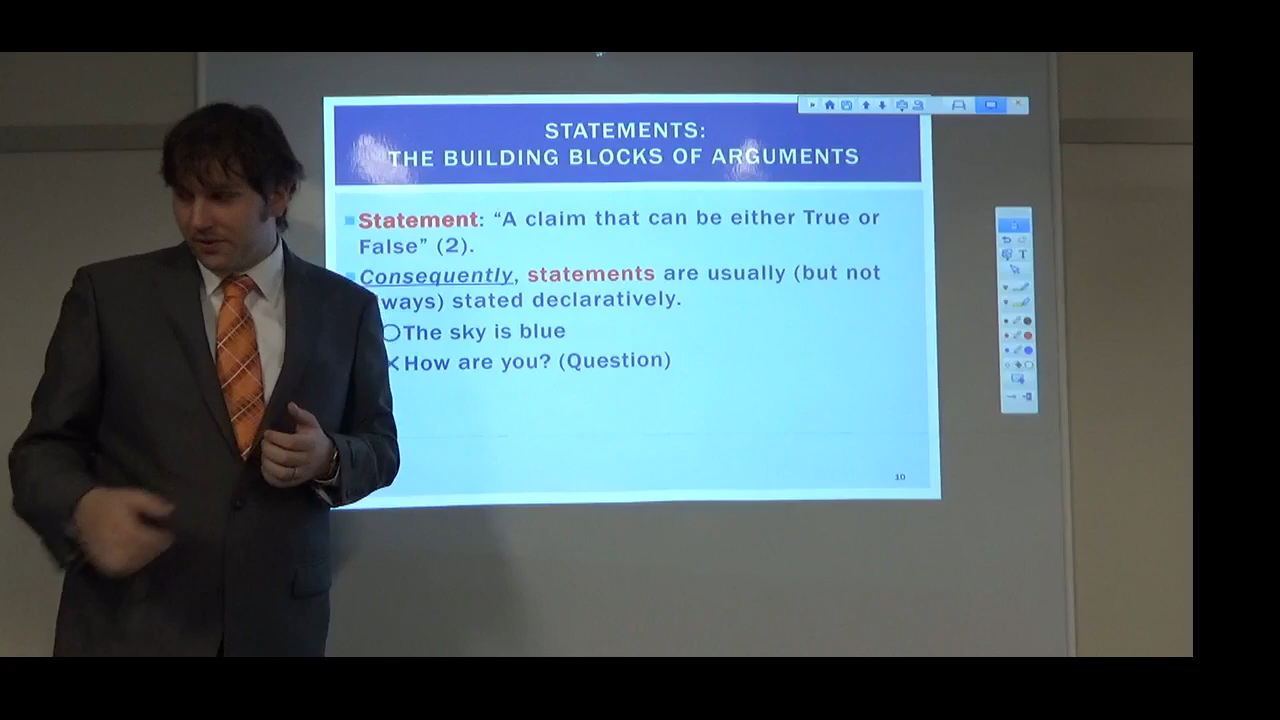 STATEMENTS:
THE BUILDING BLOCKS OF ARGUMENTS
Statement: “A claim that can be either True or
False” (2).
Consequently, statements are usually (but not
ways) stated declaratively.
The sky is blue
How are you? (Question)
10
T